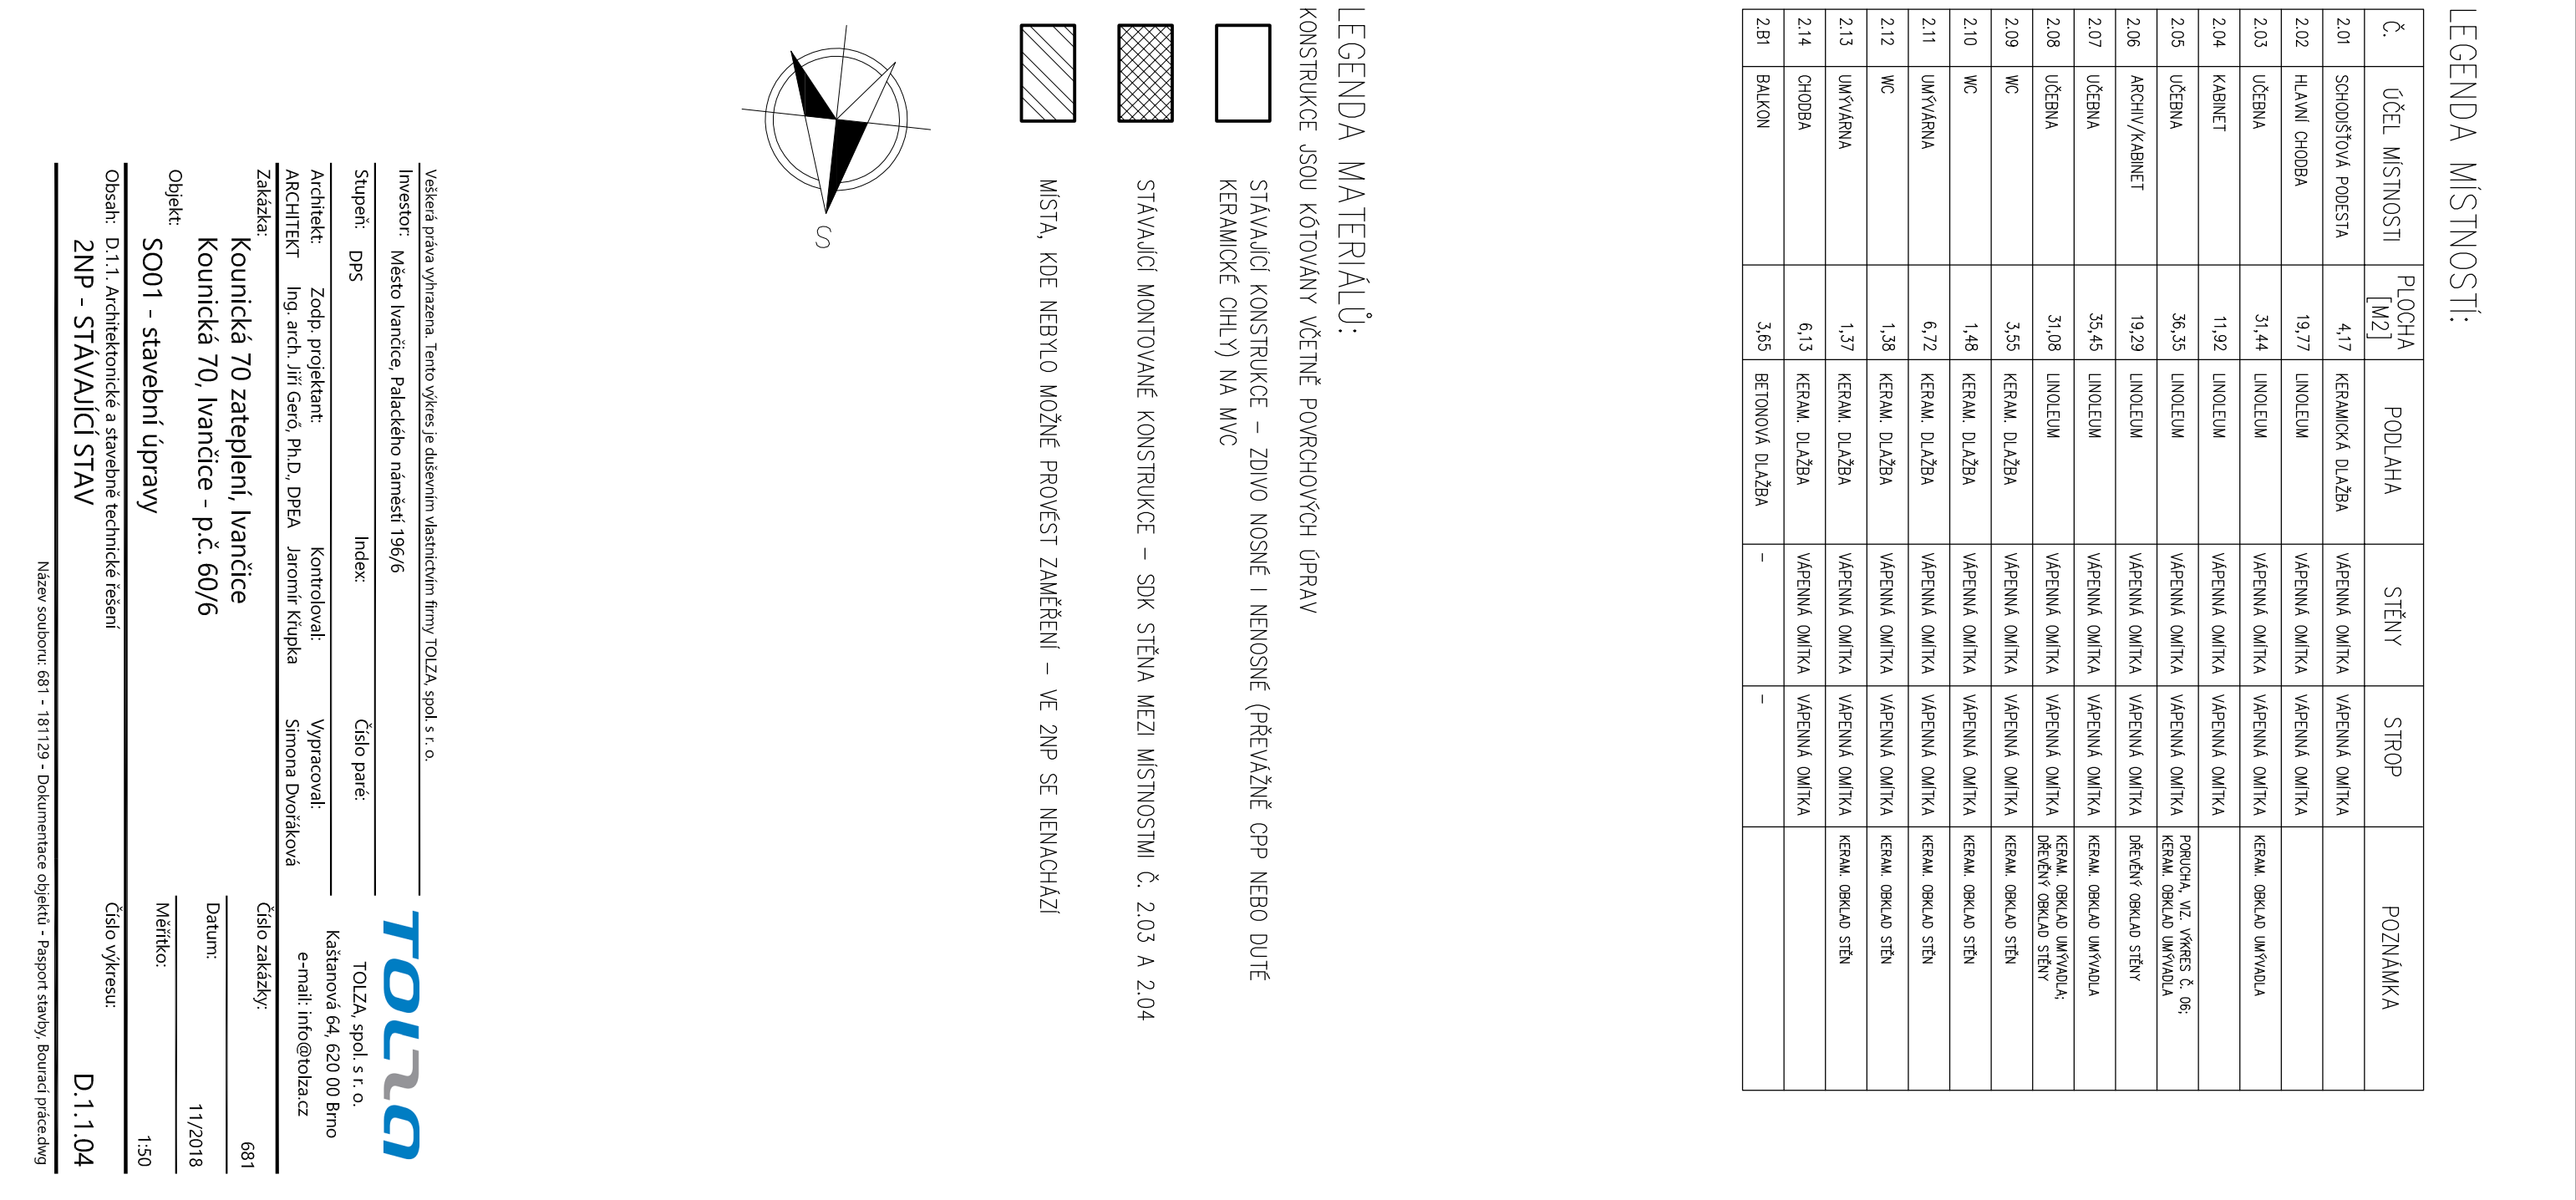 LEGENDA MÍSTNOSTÍ:
Č. ÚČEL MÍSTNOSTI PLOCHA [M2] PODLAHA STĚNY STROP POZNÁMKA
2.01 SCHODIŠŤOVÁ PODESTA 4,17 KERAMICKÁ DLAŽBA VÁPENNÁ OMÍTKA VÁPENNÁ OMÍTKA
2.02 HLAVNÍ CHODBA 19,77 LINOLEUM VÁPENNÁ OMÍTKA VÁPENNÁ OMÍTKA
2.03 UČEBNA 31,44 LINOLEUM VÁPENNÁ OMÍTKA VÁPENNÁ OMÍTKA KERAM. OBKLAD UMÝVADLA
2.04 KABINET 11,92 LINOLEUM VÁPENNÁ OMÍTKA VÁPENNÁ OMÍTKA
2.05 UČEBNA 36,35 LINOLEUM VÁPENNÁ OMÍTKA VÁPENNÁ OMÍTKA PORUCHA, VIZ. VÝKRES Č. 06;
KERAM. OBKLAD UMÝVADLA
2.06 ARCHIV/KABINET 19,29 LINOLEUM VÁPENNÁ OMÍTKA VÁPENNÁ OMÍTKA DŘEVĚNÝ OBKLAD STĚNY
2.07 UČEBNA 35,45 LINOLEUM VÁPENNÁ OMÍTKA VÁPENNÁ OMÍTKA KERAM. OBKLAD UMÝVADLA
2.08 UČEBNA 31,08 LINOLEUM VÁPENNÁ OMÍTKA VÁPENNÁ OMÍTKA KERAM. OBKLAD UMÝVADLA;
DŘEVĚNÝ OBKLAD STĚNY
2.09 WC 3,55 KERAM. DLAŽBA VÁPENNÁ OMÍTKA VÁPENNÁ OMÍTKA KERAM. OBKLAD STĚN
2.10 WC 1,48 KERAM. DLAŽBA VÁPENNÁ OMÍTKA VÁPENNÁ OMÍTKA KERAM. OBKLAD STĚN
2.11 UMÝVÁRNA 6,72 KERAM. DLAŽBA VÁPENNÁ OMÍTKA VÁPENNÁ OMÍTKA KERAM. OBKLAD STĚN
2.12 WC 1,38 KERAM. DLAŽBA VÁPENNÁ OMÍTKA VÁPENNÁ OMÍTKA KERAM. OBKLAD STĚN
2.13 UMÝVÁRNA 1,37 KERAM. DLAŽBA VÁPENNÁ OMÍTKA VÁPENNÁ OMÍTKA KERAM. OBKLAD STĚN
2.14 CHODBA 6,13 KERAM. DLAŽBA VÁPENNÁ OMÍTKA VÁPENNÁ OMÍTKA
2.B1 BALKON 3,65 BETONOVÁ DLAŽBA – –
LEGENDA MATERIÁLŮ:
KONSTRUKCE JSOU KÓTOVÁNY VČETNĚ POVRCHOVÝCH ÚPRAV
STÁVAJÍCÍ KONSTRUKCE – ZDIVO NOSNÉ I NENOSNÉ (PŘEVÁŽNĚ CPP NEBO DUTÉ
KERAMICKÉ CIHLY) NA MVC
STÁVAJÍCÍ MONTOVANÉ KONSTRUKCE – SDK STĚNA MEZI MÍSTNOSTMI Č. 2.03 A 2.04
MÍSTA, KDE NEBYLO MOŽNÉ PROVÉST ZAMĚŘENÍ – VE 2NP SE NENACHÁZÍ
S
Veškerá práva vyhrazena. Tento výkres je duševním vlastnictvím firmy TOLZA, spol. s r. o.
Investor: Město Ivančice, Palackého náměstí 196/6
Stupeň: DPS Index: Číslo paré:
Architekt: Zodp. projektant: Kontroloval: Vypracoval:
ARCHITEKT Ing. arch. Jiří Gerő, Ph.D., DPEA Jaromír Křupka Simona Dvořáková
TOLZA
TOLZA, spol. s r. o.
Kaštanová 64, 620 00 Brno
e-mail: info@tolza.cz
Zakázka:
Kounická 70 zateplení, Ivančice
Kounická 70, Ivančice - p.č. 60/6
Číslo zakázky: 681
Datum: 11/2018
Objekt:
SO01 - stavební úpravy
Měřítko: 1:50
Obsah: D.1.1. Architektonické a stavebně technické řešení
2NP - STÁVAJÍCÍ STAV
Číslo výkresu:
D.1.1.04
Název souboru: 681 - 181129 - Dokumentace objektů - Pasport stavby, Bourací práce.dwg